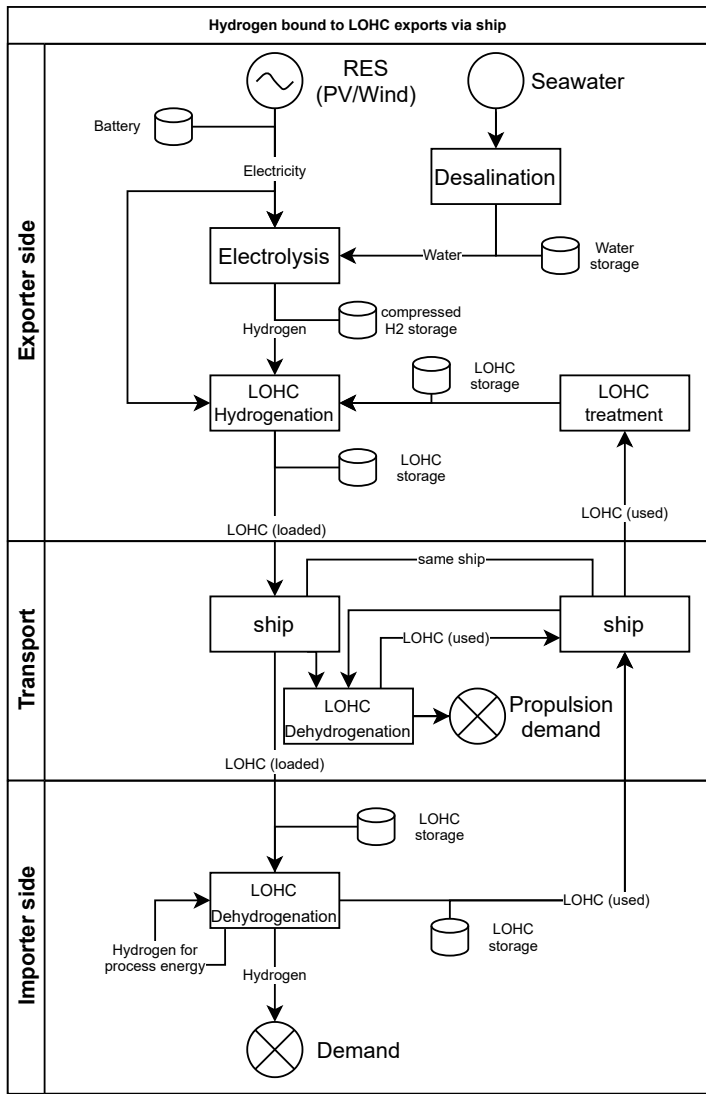 Hydrogen bound to LOHC exports via ship
Exporter side
RES
(PV/Wind)
Seawater
Battery
Electricity
Desalination
Electrolysis
Water
Water
storage
compressed
H2 storage
Hydrogen
LOHC
storage
LOHC
Hydrogenation
LOHC
treatment
LOHC
storage
LOHC (loaded)
LOHC (used)
Transport
same ship
ship
ship
LOHC (used)
LOHC
Dehydrogenation
Propulsion
demand
LOHC (loaded)
Importer side
LOHC
storage
LOHC
Dehydrogenation
LOHC (used)
LOHC
storage
Hydrogen for
process energy
Hydrogen
Demand